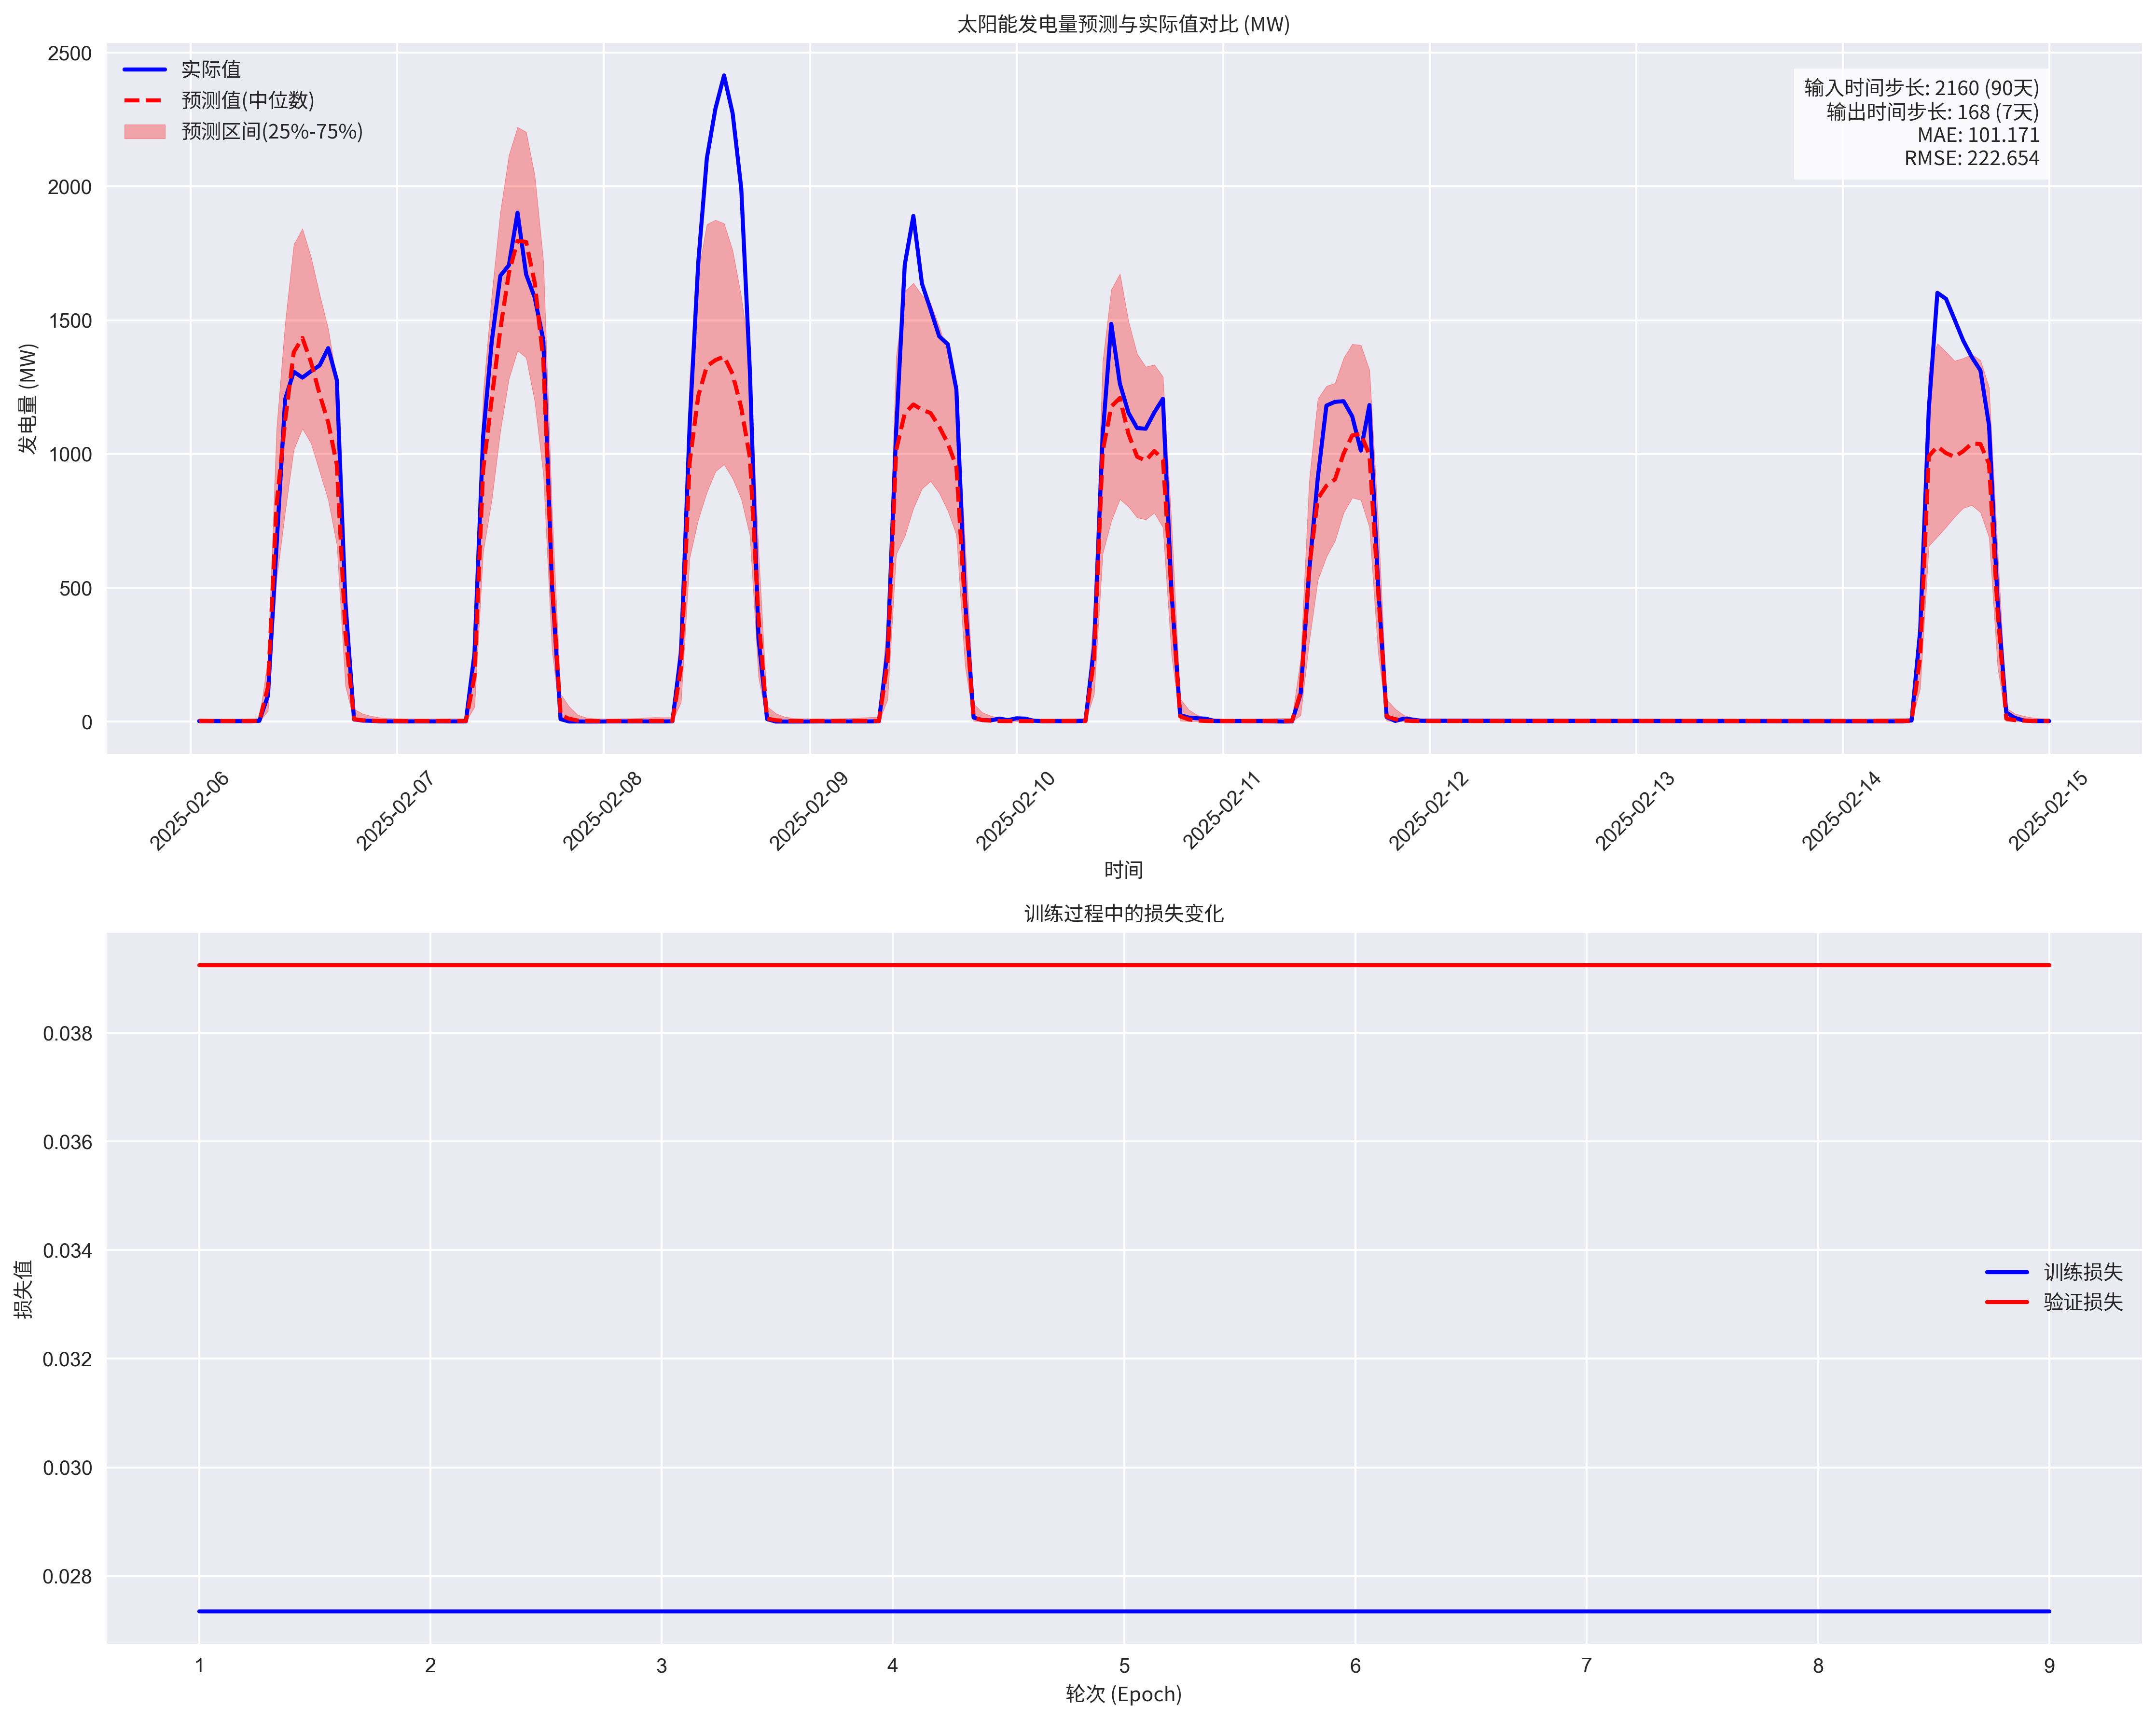 太阳能发电量预测与实际值对比 (MW)
2500
2000
1500
1000
500
0
发电量 (MW)
实际值
预测值(中位数)
预测区间(25%-75%)
输入时间步长: 2160 (90天)
输出时间步长: 168 (7天)
MAE: 101.171
RMSE: 222.654
2025-02-06
2025-02-07
2025-02-08
2025-02-09
2025-02-10
2025-02-11
2025-02-12
2025-02-13
2025-02-14
2025-02-15
时间
训练过程中的损失变化
0.038
0.036
0.034
0.032
0.030
0.028
损失值
训练损失
验证损失
1
2
3
4
5
6
7
8
9
轮次 (Epoch)